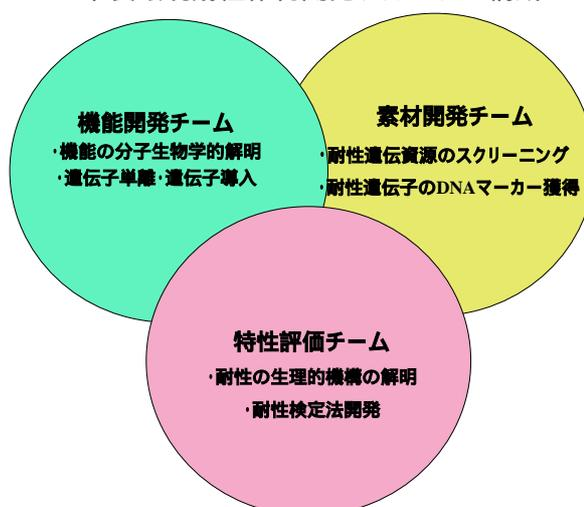 機能開発チーム
・機能の分子生物学的解明
・遺伝子単離・遺伝子導入
素材開発チーム
・耐性遺伝資源のスクリーニング
・耐性遺伝子のDNAマーカー獲得
特性評価チーム
・耐性の生理的機構の解明
・耐性検定法開発